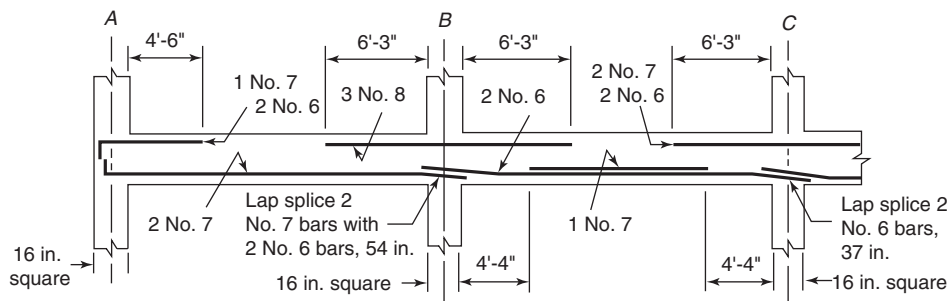 A
B
C
4'-6"
6'-3"
6'-3"
6'-3"
1 No. 7
2 No. 6
3 No. 8
2 No. 6
2 No. 7
2 No. 6
2 No. 7
Lap splice 2
No. 7 bars with
2 No. 6 bars, 54 in.
1 No. 7
Lap splice 2
No. 6 bars,
37 in.
16 in.
square
16 in. square
4'-4"
4'-4"
16 in. square